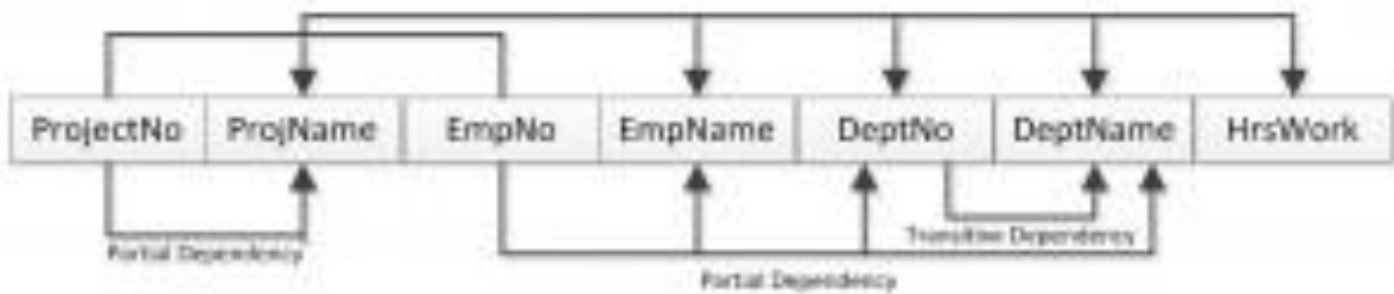 ProjectNo ProjName EmpNo EmpName DeptNo DeptName HrsWork
Transitive Dependency
Partial Dependency
Partial Dependency